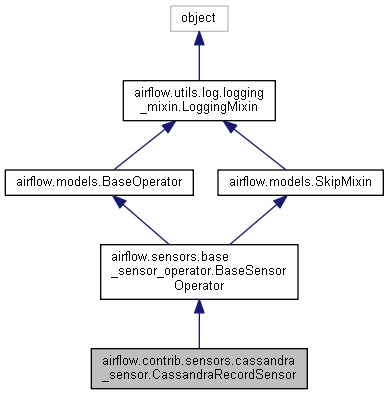 object
airflow.utils.log.logging
_mixin.LoggingMixin
airflow.models.BaseOperator
airflow.models.SkipMixin
airflow.sensors.base
_sensor_operator.BaseSensor
Operator
airflow.contrib.sensors.cassandra
_sensor.CassandraRecordSensor